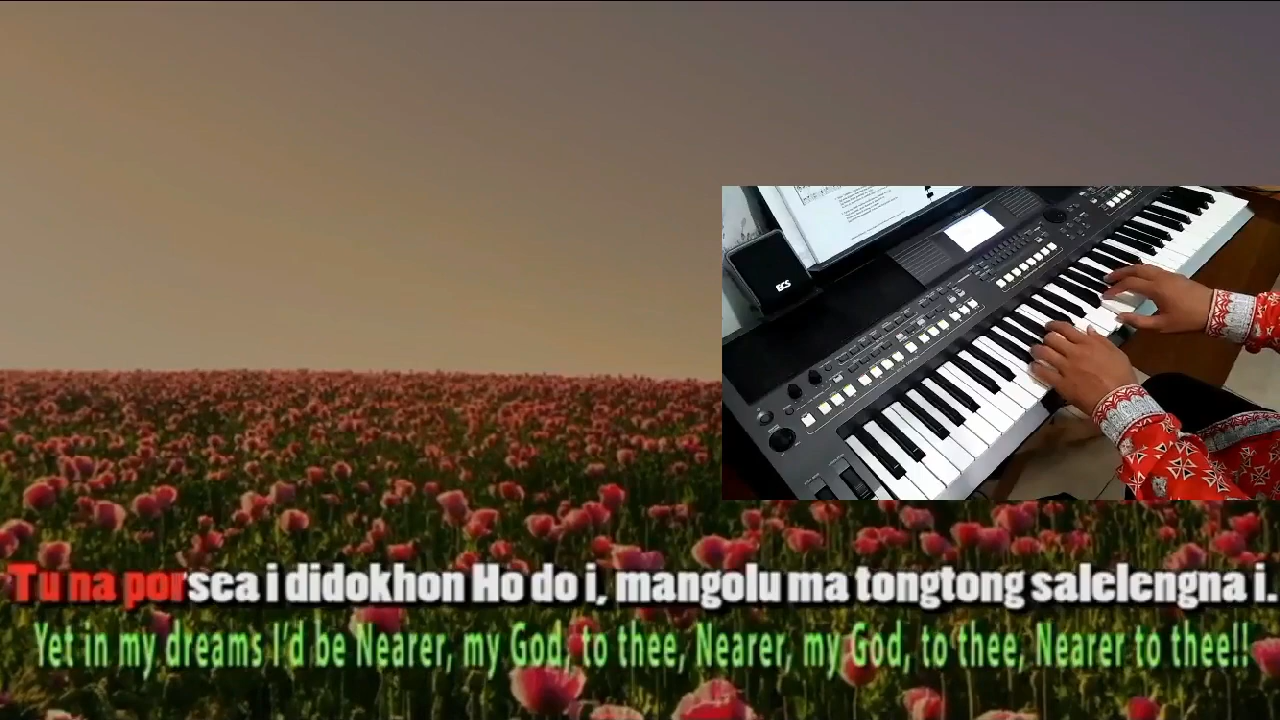 ECS
Tu na porsea i didokhon Ho do i, mangolu ma tongtong salelengna i.
Yet in my dreams I'd be Nearer, my God, to thee, Nearer, my God, to thee, Nearer to thee!!